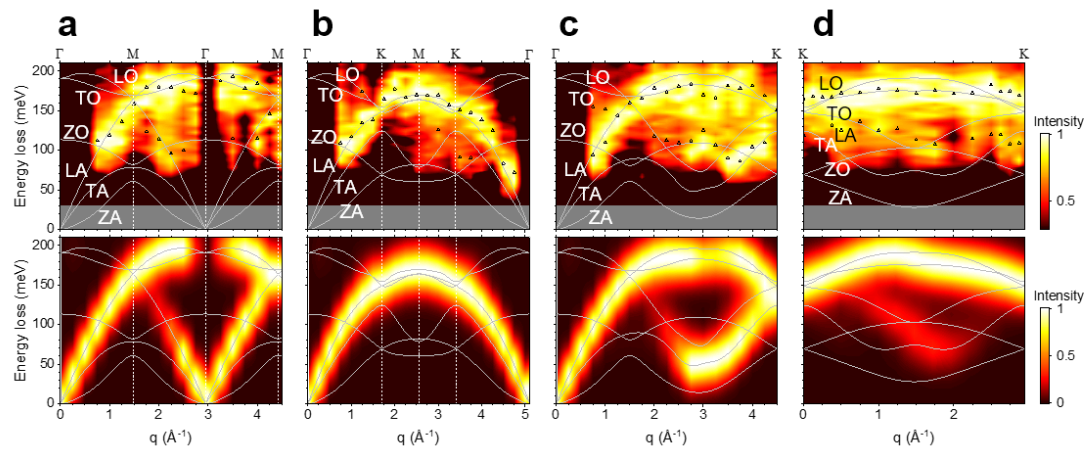 a b c d
Γ M Γ M
Γ K M K Γ
Γ K
K K
Energy loss (meV)
200
150
100
50
0
LO
TO
ZO
LA
TA
ZA
LO
TO
ZO
LA
TA
ZA
LO
TO
ZO
LA
TA
ZA
LO
TO
LA
TA
ZO
ZA
Intensity
1
0.5
Energy loss (meV)
200
150
100
50
0
0 1 2 3 4
q (Å⁻¹)
0 1 2 3 4 5
q (Å⁻¹)
0 1 2 3 4
q (Å⁻¹)
0 1 2
q (Å⁻¹)
Intensity
1
0.5
0